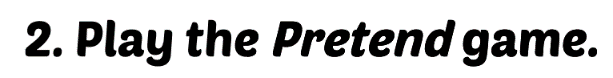 2. Play the Pretend game.